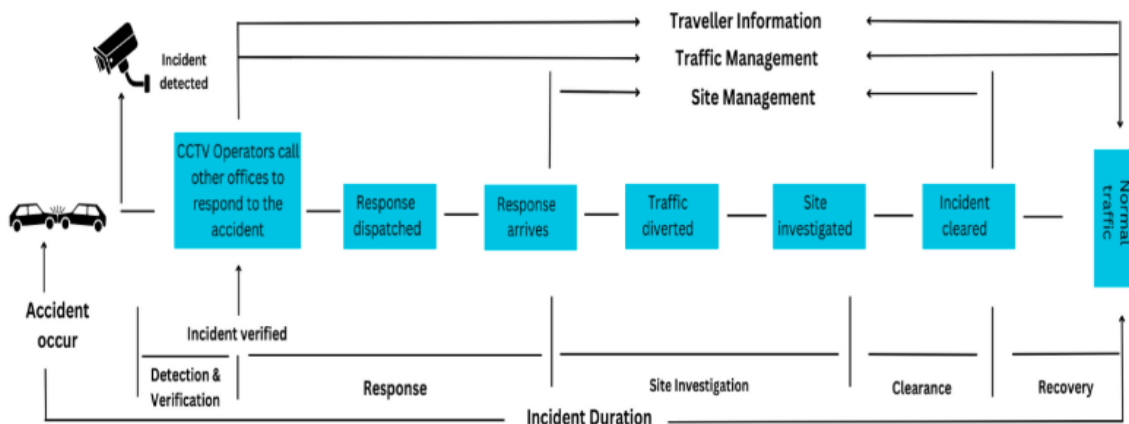 Traveller Information
Traffic Management
Site Management
Incident
detected
CCTV Operators call
other offices to
respond to the
accident
Response
dispatched
Response
arrives
Traffic
diverted
Site
investigated
Incident
cleared
Normal
traffic
Accident
occur
Incident verified
Detection &
Verification
Response
Site Investigation
Clearance
Recovery
Incident Duration